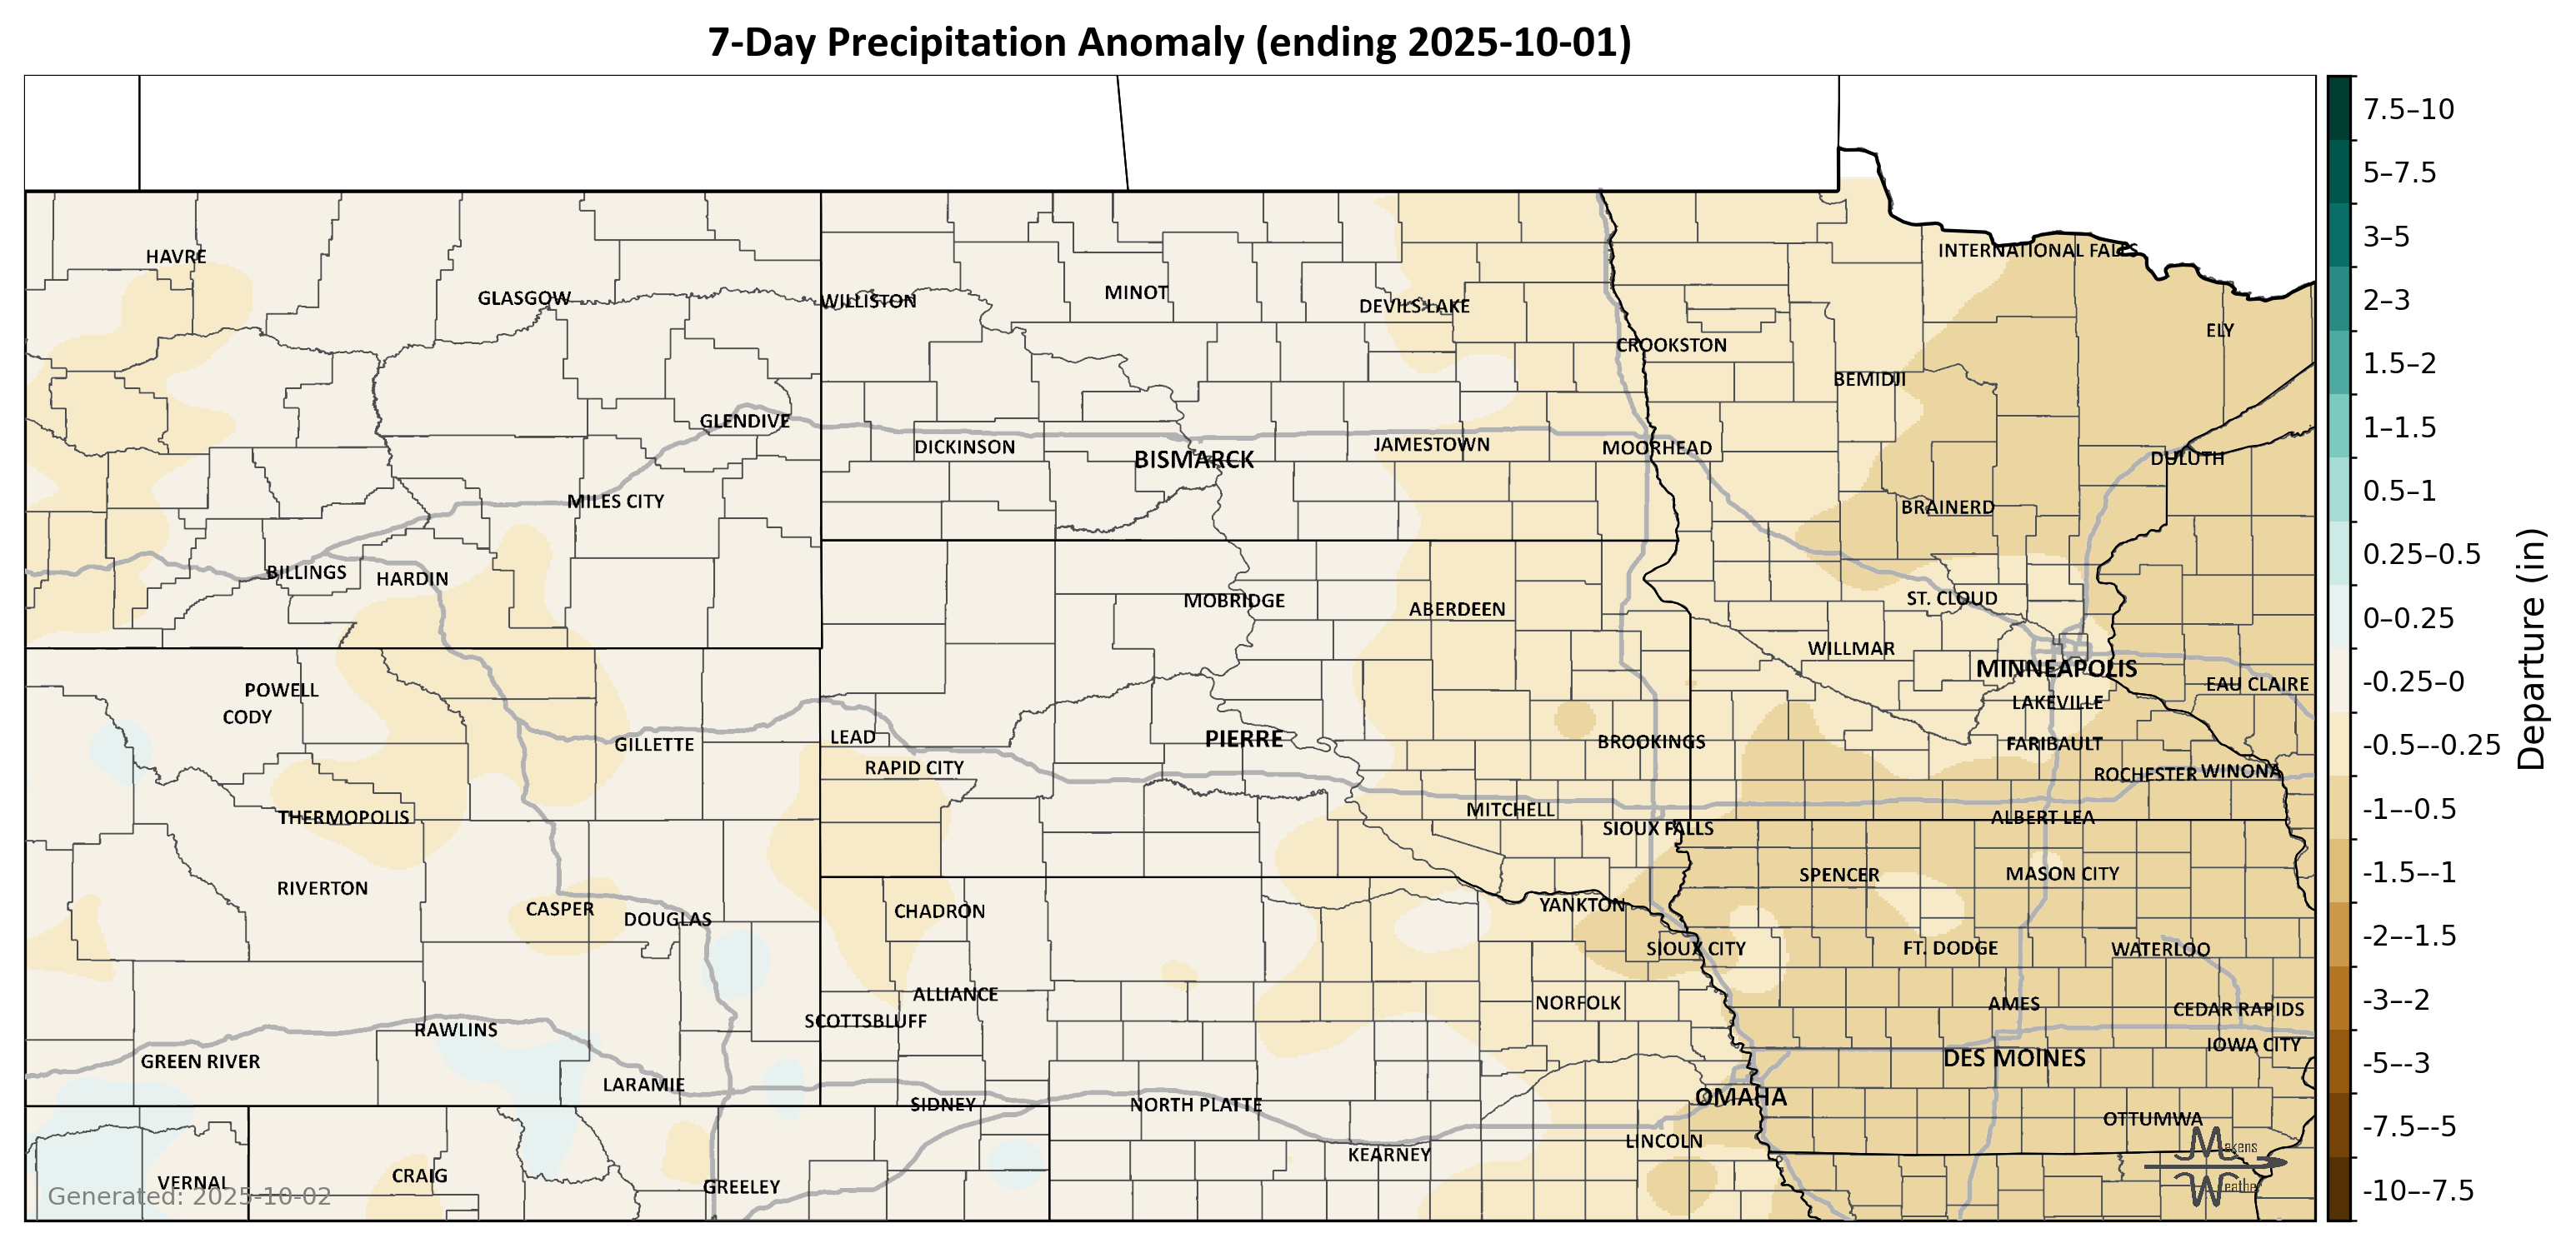 7-Day Precipitation Anomaly (ending 2025-10-01)
7.5–10
5–7.5
3–5
2–3
1.5–2
1–1.5
0.5–1
0.25–0.5
0–0.25
-0.25–0
-0.5–-0.25
-1–-0.5
-1.5–-1
-2–-1.5
-3–-2
-5–-3
-7.5–-5
-10–-7.5
Departure (in)
HAVRE
INTERNATIONAL FALLS
GLASGOW
WILLISTON
MINOT
DEVILS LAKE
ELY
CROOKSTON
BEMIDJI
GLENDIVE
DICKINSON
BISMARCK
JAMESTOWN
MOORHEAD
DULUTH
MILES CITY
BRAINERD
BILLINGS
HARDIN
MOBRIDGE
ABERDEEN
ST. CLOUD
WILLMAR
MINNEAPOLIS
POWELL
EAU CLAIRE
CODY
LAKEVILLE
GILLETTE
LEAD
PIERRE
BROOKINGS
FARIBAULT
RAPID CITY
ROCHESTER
WINONA
THERMOPOLIS
MITCHELL
ALBERT LEA
SIOUX FALLS
RIVERTON
SPENCER
MASON CITY
CASPER
DOUGLAS
CHADRON
YANKTON
SIOUX CITY
FT. DODGE
WATERLOO
ALLIANCE
NORFOLK
AMES
CEDAR RAPIDS
SCOTTSBLUFF
RAWLINS
GREEN RIVER
DES MOINES
IOWA CITY
LARAMIE
SIDNEY
NORTH PLATTE
OMAHA
OTTUMWA
LINCOLN
KEARNEY
VERNAL
CRAIG
GREELEY
Makens
Weather
Generated: 2025-10-02